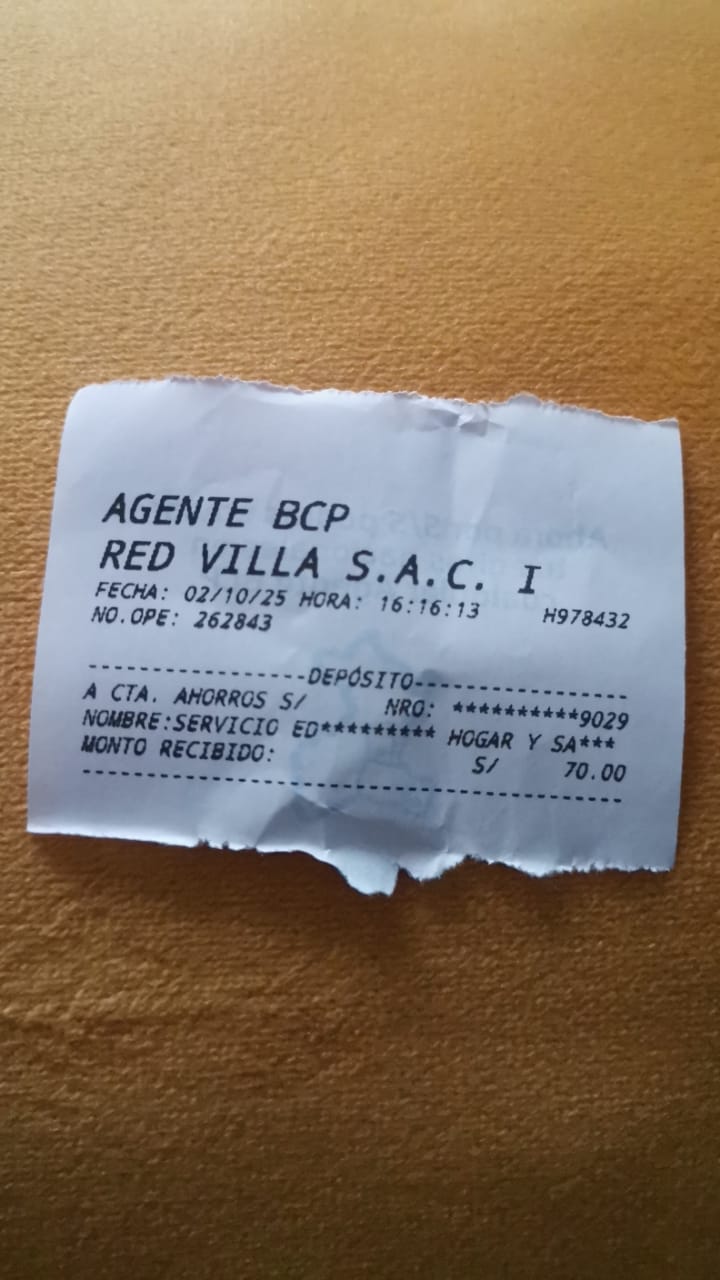 AGENTE BCP
RED VILLA S.A.C. I
FECHA: 02/10/25 HORA: 16:16:13 H978432
NO.OPE: 262843
------------------DEPÓSITO------------------
A CTA. AHORROS S/ NRO: **********9029
NOMBRE:SERVICIO ED********* HOGAR Y SA***
MONTO RECIBIDO: S/ 70.00
--------------------------------------------